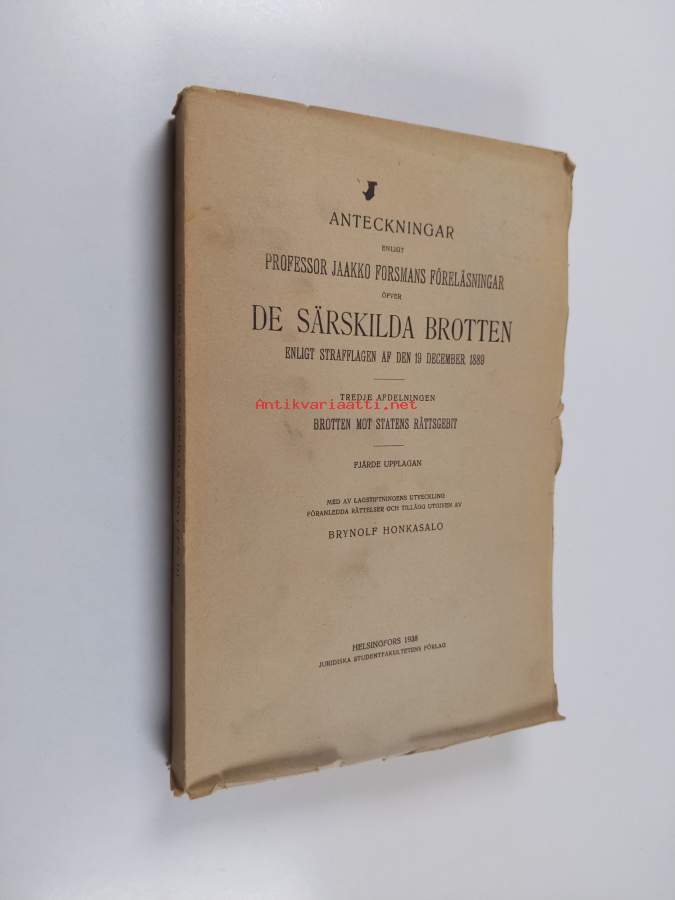 ANTECKNINGAR
ENLIGT
PROFESSOR JAAKKO FORSMANS FÖRELÄSNINGAR
ÖFVER
DE SÄRSKILDA BROTTEN
ENLIGT STRAFFLAGEN AF DEN 19 DECEMBER 1889
TREDJE AFDELNINGEN
Antikvariaatti.net
BROTTEN MOT STATENS RÄTTSGEBIT
FJÄRDE UPPLAGAN
MED AV LAGSTIFTNINGENS UTVECKLING
FÖRANLEDDA RÄTTELSER OCH TILLÄGG UTGIVEN AV
BRYNOLF HONKASALO
HELSINGFORS 1938
JURIDISKA STUDENTFAKULTETENS FÖRLAG